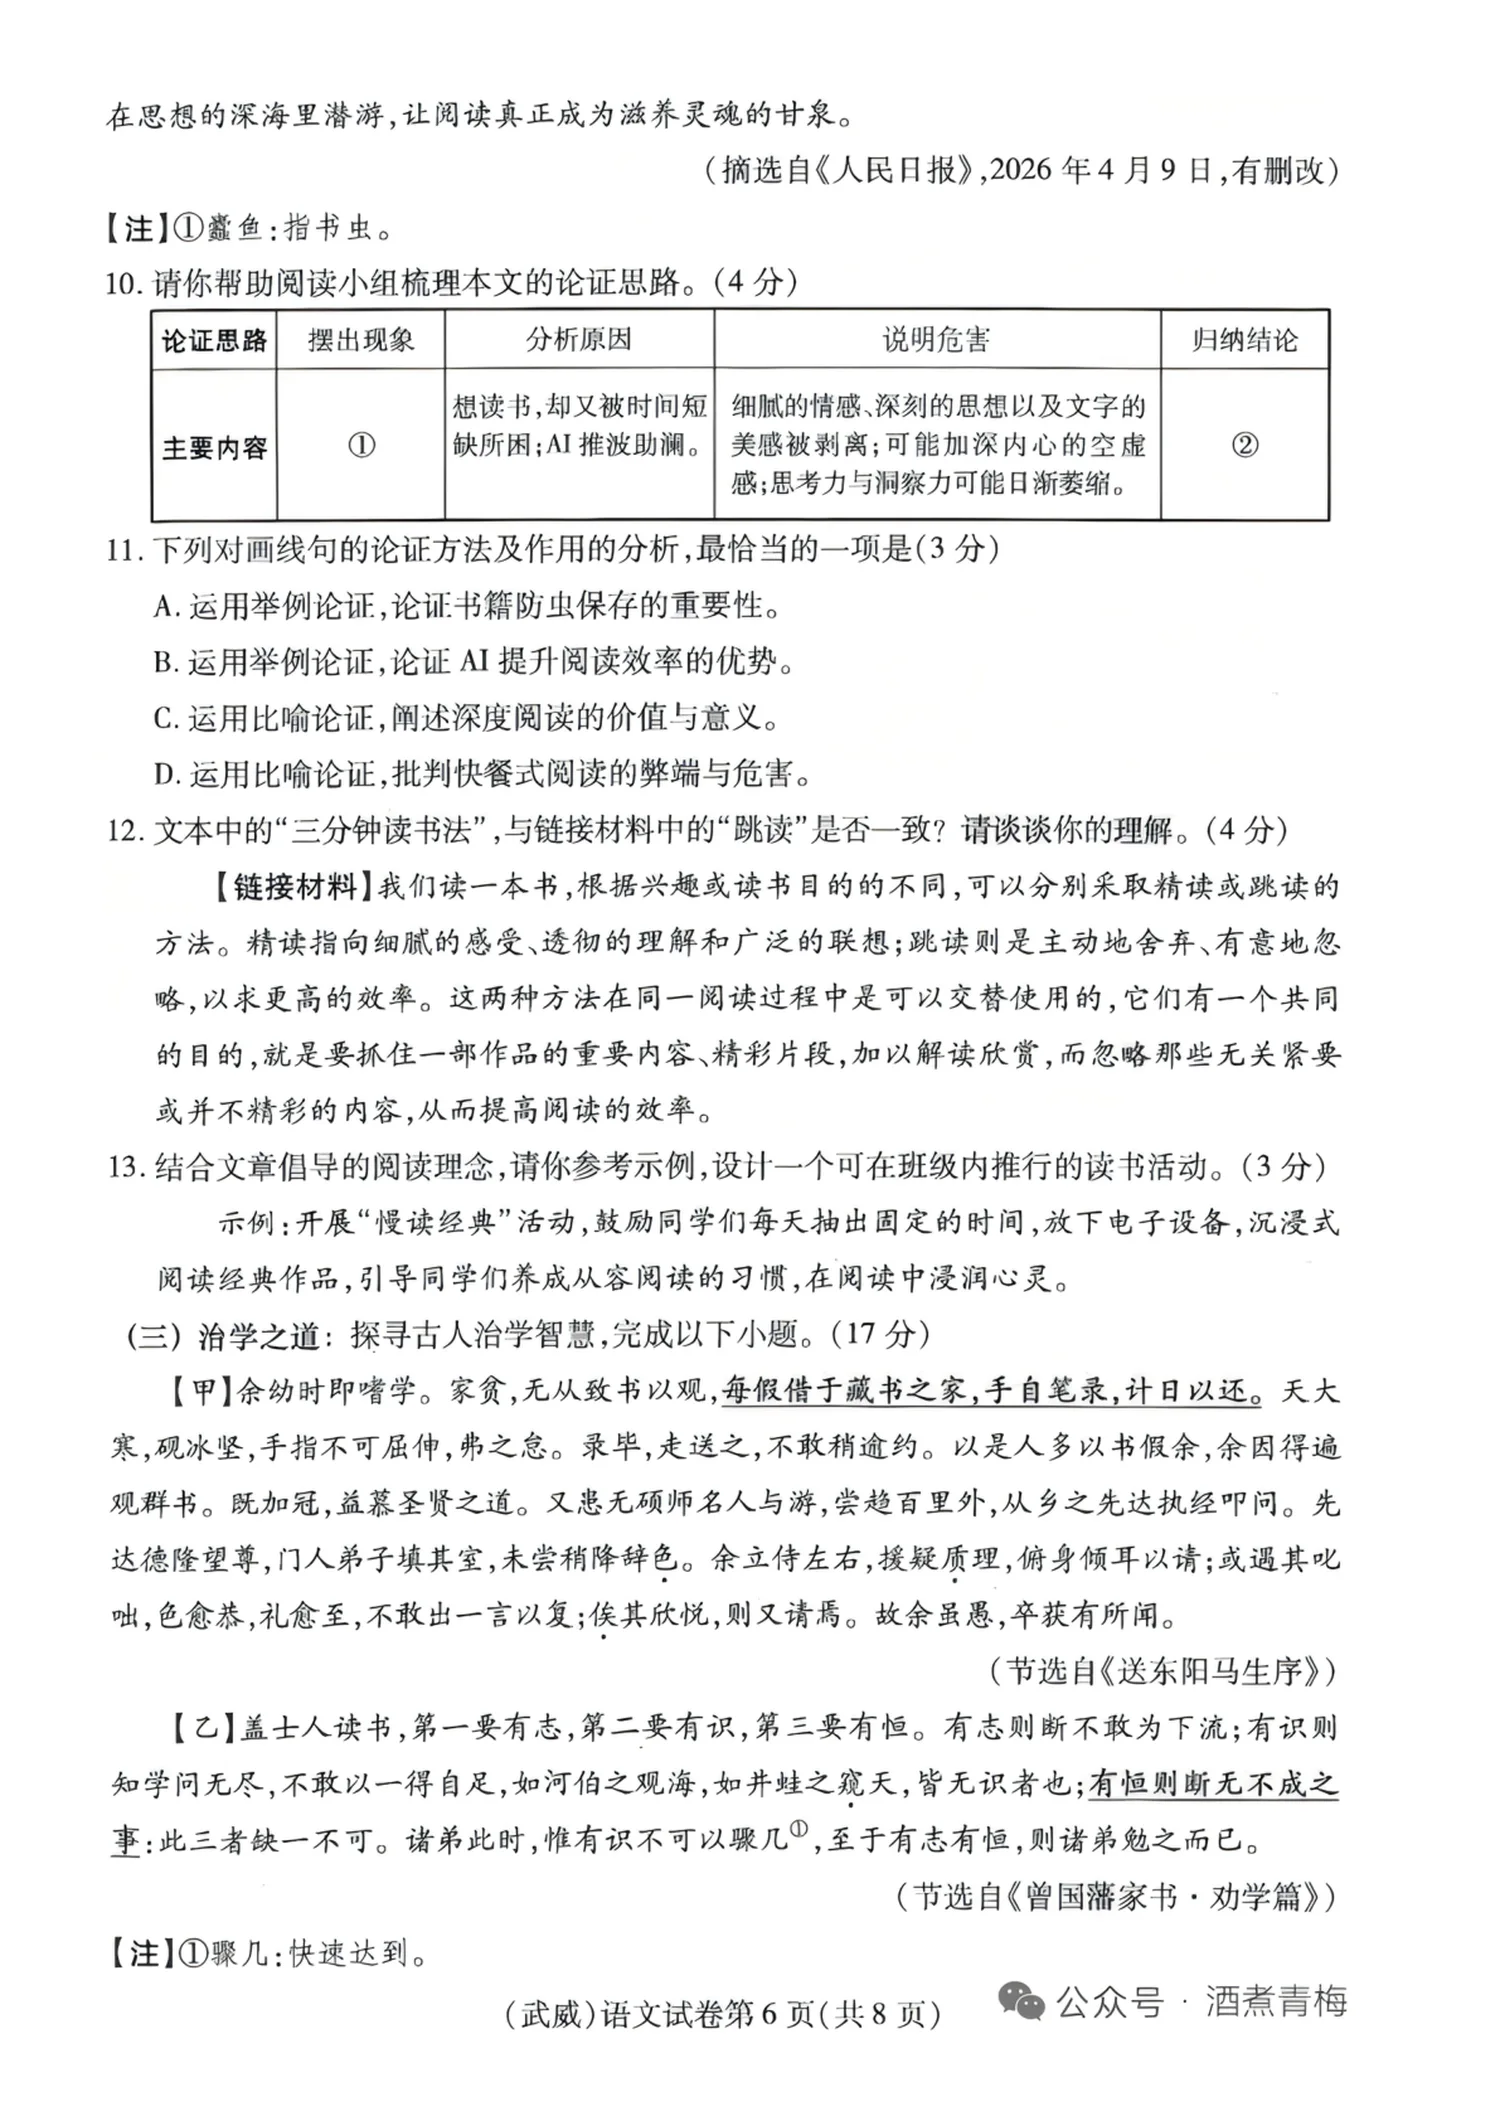 在思想的深海里潜游,让阅读真正成为滋养灵魂的甘泉。
(摘选自《人民日报》,2026年4月9日,有删改)
【注】①蠹鱼:指书虫。
10. 请你帮助阅读小组梳理本文的论证思路。(4分)
论证思路 摆出现象 分析原因 说明危害 归纳结论
主要内容 ① 想读书,却又被时间短缺所困;AI推波助澜。 细腻的情感、深刻的思想以及文字的美感被剥离;可能加深内心的空虚感;思考力与洞察力可能日渐萎缩。 ②
11. 下列对画线句的论证方法及作用的分析,最恰当的一项是(3分)
A. 运用举例论证,论证书籍防虫保存的重要性。
B. 运用举例论证,论证AI提升阅读效率的优势。
C. 运用比喻论证,阐述深度阅读的价值与意义。
D. 运用比喻论证,批判快餐式阅读的弊端与危害。
12. 文本中的“三分钟读书法”,与链接材料中的“跳读”是否一致?请谈谈你的理解。(4分)
【链接材料】我们读一本书,根据兴趣或读书目的的不同,可以分别采取精读或跳读的
方法。精读指向细腻的感受、透彻的理解和广泛的联想;跳读则是主动地舍弃、有意地忽
略,以求更高的效率。这两种方法在同一阅读过程中是可以交替使用的,它们有一个共同
的目的,就是要抓住一部作品的重要内容、精彩片段,加以解读欣赏,而忽略那些无关紧要
或并不精彩的内容,从而提高阅读的效率。
13. 结合文章倡导的阅读理念,请你参考示例,设计一个可在班级内推行的读书活动。(3分)
示例:开展“慢读经典”活动,鼓励同学们每天抽出固定的时间,放下电子设备,沉浸式
阅读经典作品,引导同学们养成从容阅读的习惯,在阅读中浸润心灵。
(三)治学之道:探寻古人治学智慧,完成以下小题。(17分)
【甲】余幼时即嗜学。家贫,无从致书以观,每假借于藏书之家,手自笔录,计日以还。天大
寒,砚冰坚,手指不可屈伸,弗之怠。录毕,走送之,不敢稍逾约。以是人多以书假余,余因得遍
观群书。既加冠,益慕圣贤之道。又患无硕师名人与游,尝趋百里外,从乡之先达执经叩问。先
达德隆望尊,门人弟子填其室,未尝稍降辞色。余立侍左右,援疑质理,俯身倾耳以请;或遇其叱
咄,色愈恭,礼愈至,不敢出一言以复;俟其欣悦,则又请焉。故余虽愚,卒获有所闻。
(节选自《送东阳马生序》)
【乙】盖士人读书,第一要有志,第二要有识,第三要有恒。有志则断不敢为下流;有识则
知学问无尽,不敢以一得自足,如河伯之观海,如井蛙之窥天,皆无识者也;有恒则断无不成之
事:此三者缺一不可。诸弟此时,惟有识不可以骤几①,至于有志有恒,则诸弟勉之而已。
(节选自《曾国藩家书·劝学篇》)
【注】①骤几:快速达到。
(武威)语文试卷第6页(共8页)
公众号·酒煮青梅